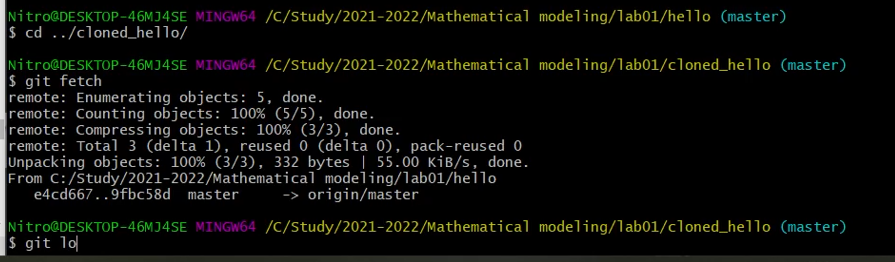 Nitro@DESKTOP-46MJ4SE MINGW64 /C/Study/2021-2022/Mathematical modeling/lab01/hello (master)
$ cd ../cloned_hello/
Nitro@DESKTOP-46MJ4SE MINGW64 /C/Study/2021-2022/Mathematical modeling/lab01/cloned_hello (master)
$ git fetch
remote: Enumerating objects: 5, done.
remote: Counting objects: 100% (5/5), done.
remote: Compressing objects: 100% (3/3), done.
remote: Total 3 (delta 1), reused 0 (delta 0), pack-reused 0
Unpacking objects: 100% (3/3), 332 bytes | 55.00 KiB/s, done.
From C:/Study/2021-2022/Mathematical modeling/lab01/hello
   e4cd667..9fbc58d  master     -> origin/master
Nitro@DESKTOP-46MJ4SE MINGW64 /C/Study/2021-2022/Mathematical modeling/lab01/cloned_hello (master)
$ git lo